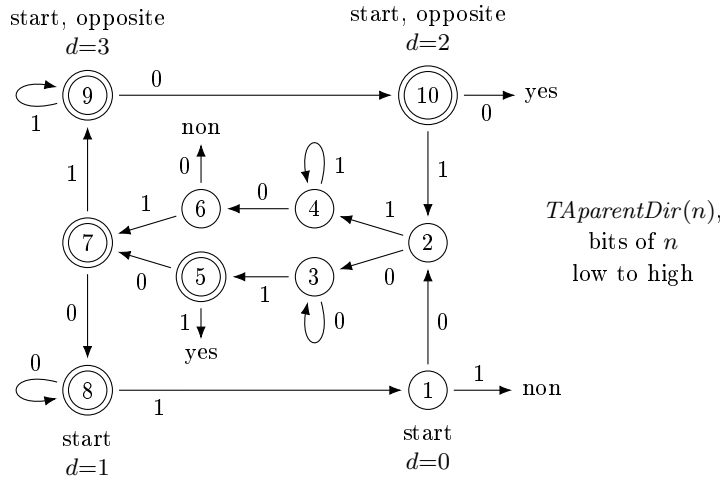 start, opposite
d=3
start, opposite
d=2
9
0
10
yes
0
1
non
1
1
0
0
1
4
1
6
1
TAparentDir(n),
bits of n
low to high
7
2
5
3
0
0
1
0
1
0
0
yes
0
8
1
1
1
non
start
d=1
start
d=0